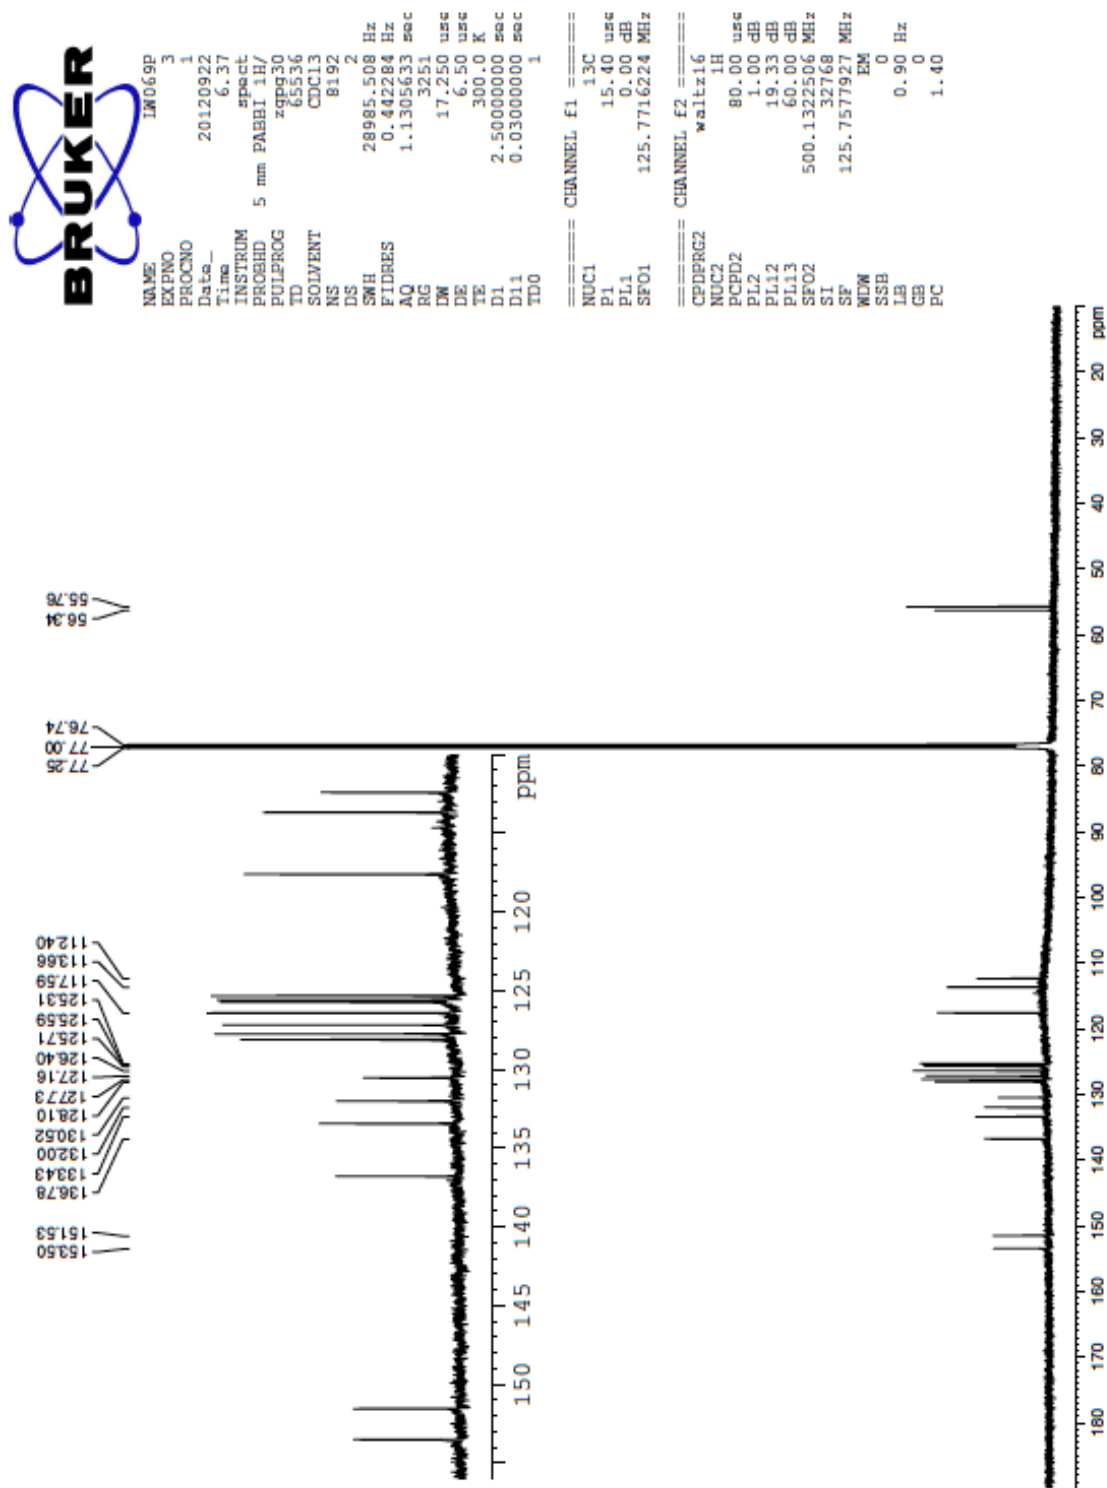 BRUKER
NAME LW069P
EXPNO 3
PROCNO 1
Date_ 20120922
Time 6.37
INSTRUM spect
PROBHD 5 mm PABBI 1H/
PULPROG zgpg30
TD 65536
SOLVENT CDCl3
NS 8192
DS 2
SWH 28985.508 Hz
FIDRES 0.442284 Hz
AQ 1.1305633 sec
RG 3251
DW 17.250 use
DE 6.50 use
TE 300.0 K
D1 2.50000000 sec
D11 0.03000000 sec
TD0 1
======== CHANNEL f1 ========
NUC1 13C
P1 15.40 use
PL1 0.00 dB
SFO1 125.7716224 MHz
======== CHANNEL f2 ========
CPDPRG2 waltz16
NUC2 1H
PCPD2 80.00 use
PL2 1.00 dB
PL12 19.33 dB
PL13 60.00 dB
SFO2 500.1322506 MHz
SI 32768
SF 125.7577927 MHz
WDW EM
SSB 0
LB 0.90 Hz
GB 0
PC 1.40
153.50
151.53
136.78
133.43
132.00
130.52
128.10
127.73
127.16
126.40
125.71
125.59
125.31
117.59
113.66
112.40
77.25
77.00
76.74
56.34
55.76
150 145 140 135 130 125 120 ppm
180 170 160 150 140 130 120 110 100 90 80 70 60 50 40 30 20 ppm